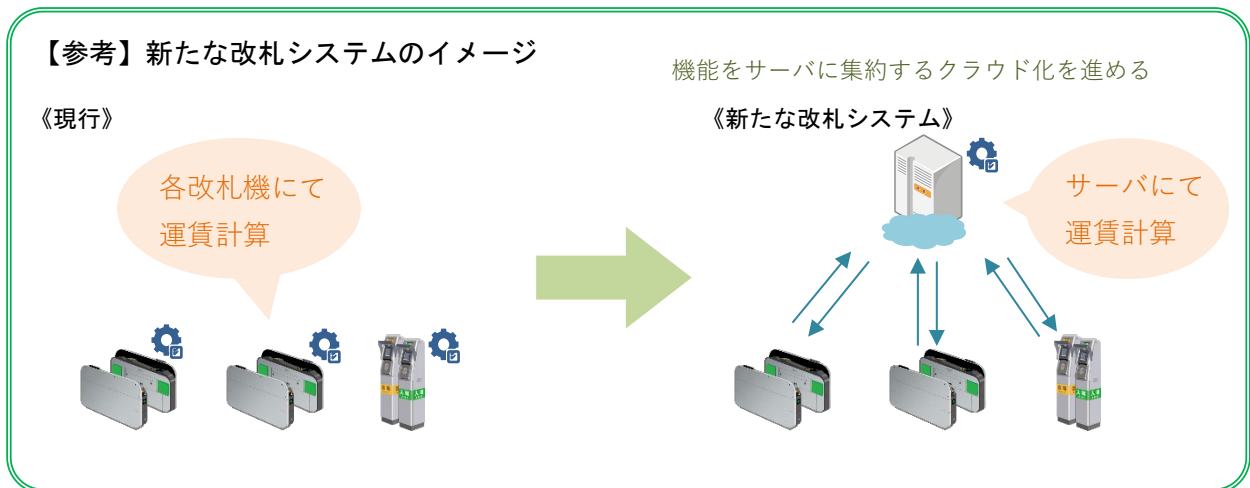 【参考】新たな改札システムのイメージ
機能をサーバに集約するクラウド化を進める
《現行》
《新たな改札システム》
各改札機にて
運賃計算
サーバにて
運賃計算